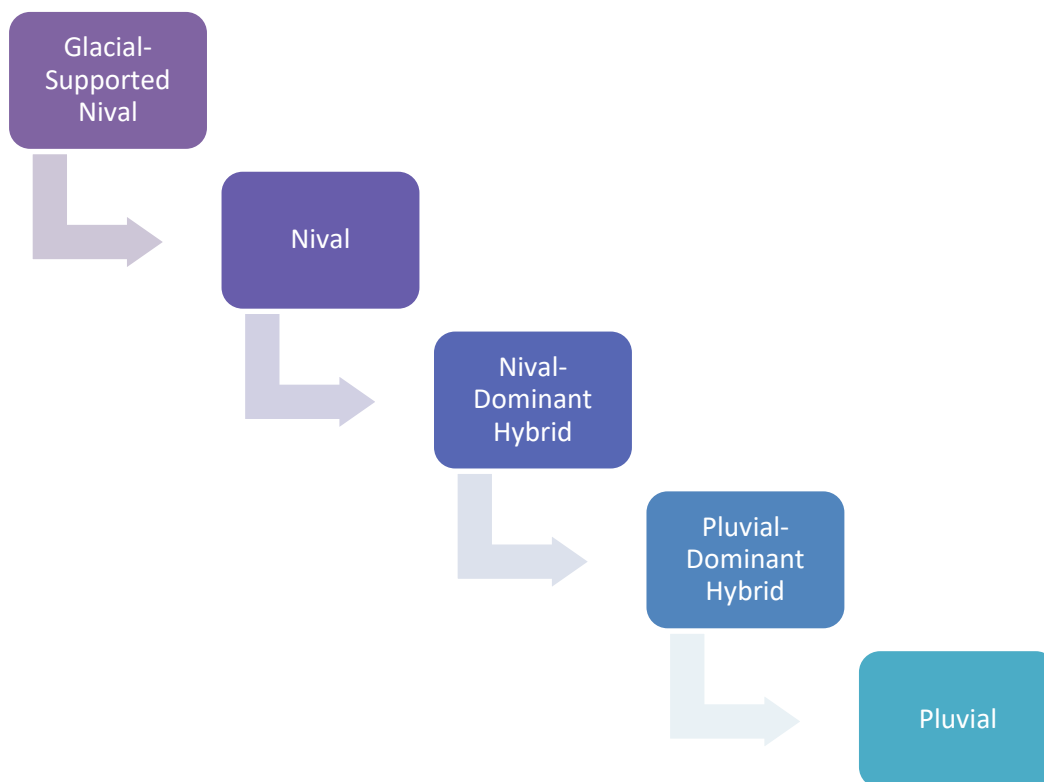 Glacial-
Supported
Nival
Nival
Nival-
Dominant
Hybrid
Pluvial-
Dominant
Hybrid
Pluvial